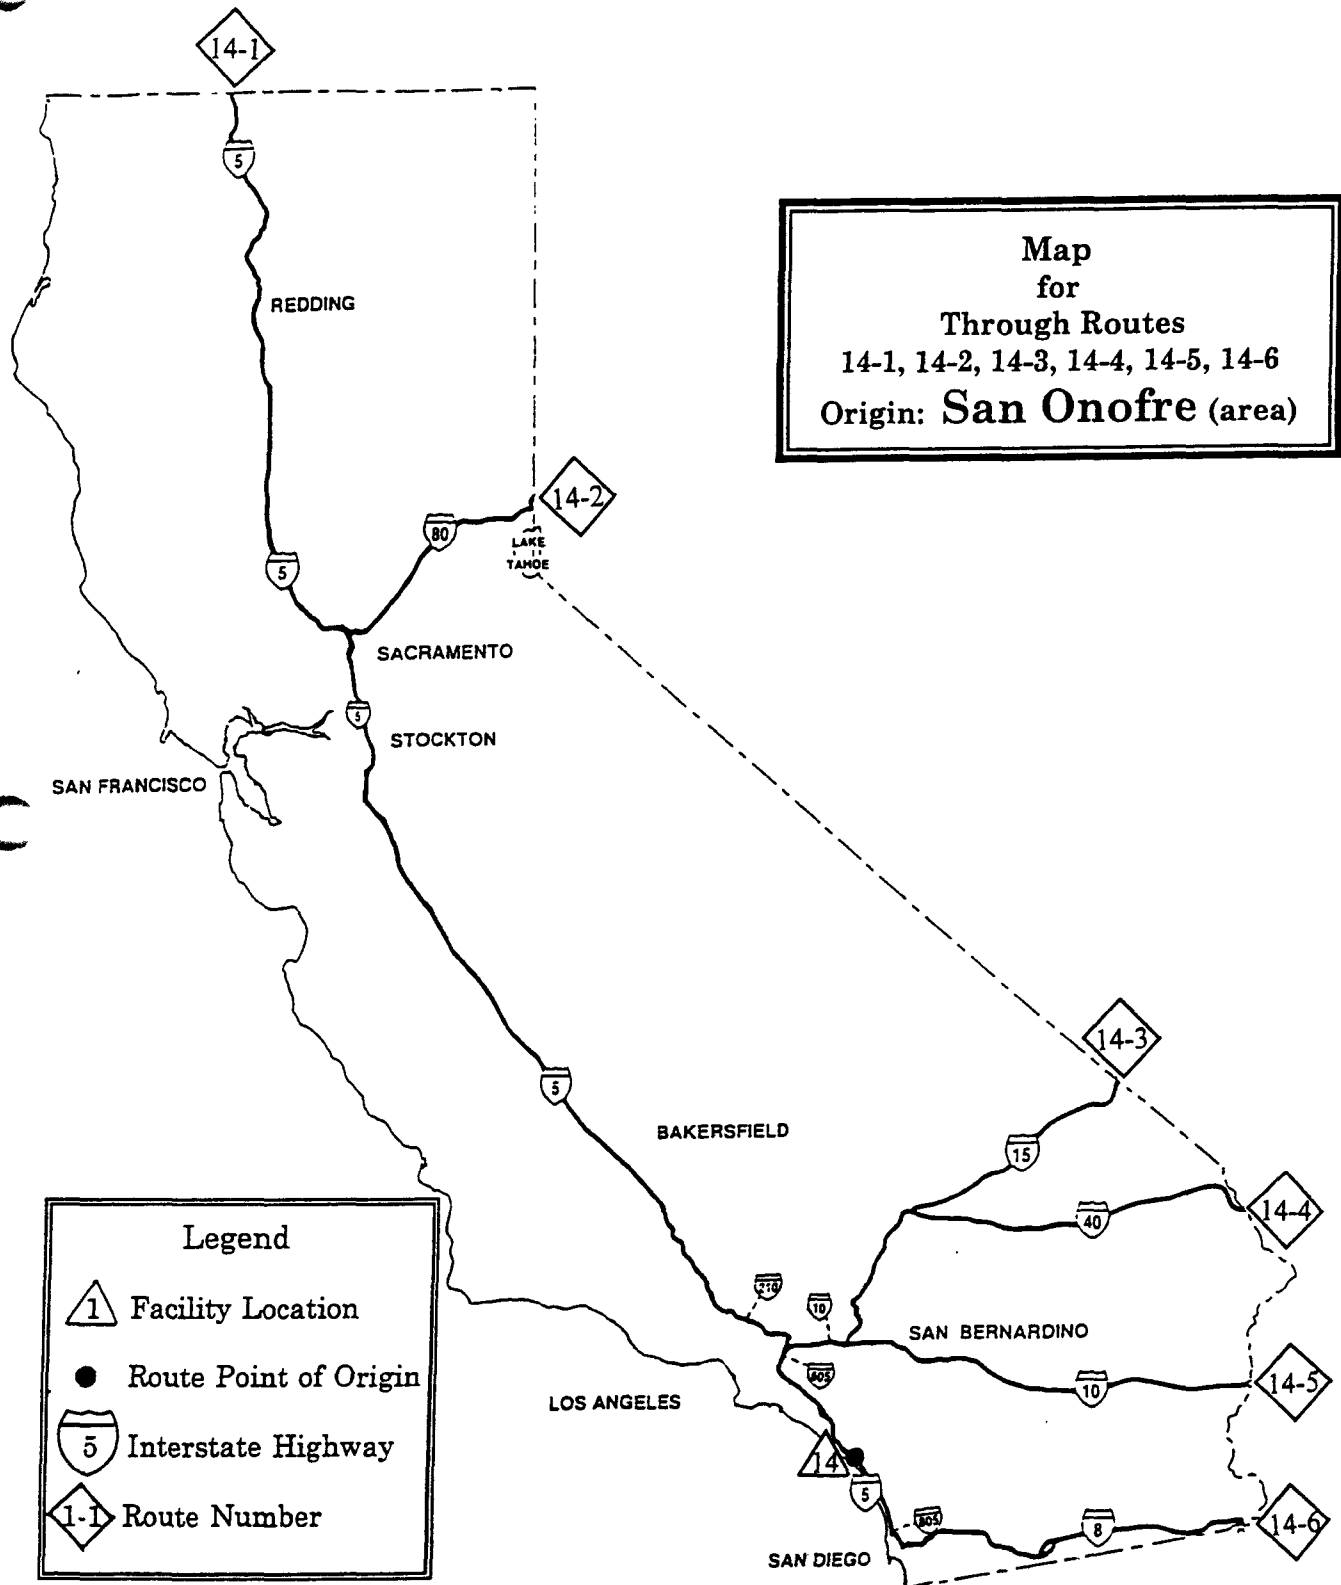 14-1
5
REDDING
Map
for
Through Routes
14-1, 14-2, 14-3, 14-4, 14-5, 14-6
Origin: San Onofre (area)
14-2
80
LAKE
TAHOE
5
SACRAMENTO
5
STOCKTON
SAN FRANCISCO
14-3
5
BAKERSFIELD
15
14-4
40
210
10
SAN BERNARDINO
605
14-5
10
LOS ANGELES
14
5
805
8
14-6
SAN DIEGO
Legend
1 Facility Location
Route Point of Origin
5 Interstate Highway
1-1 Route Number